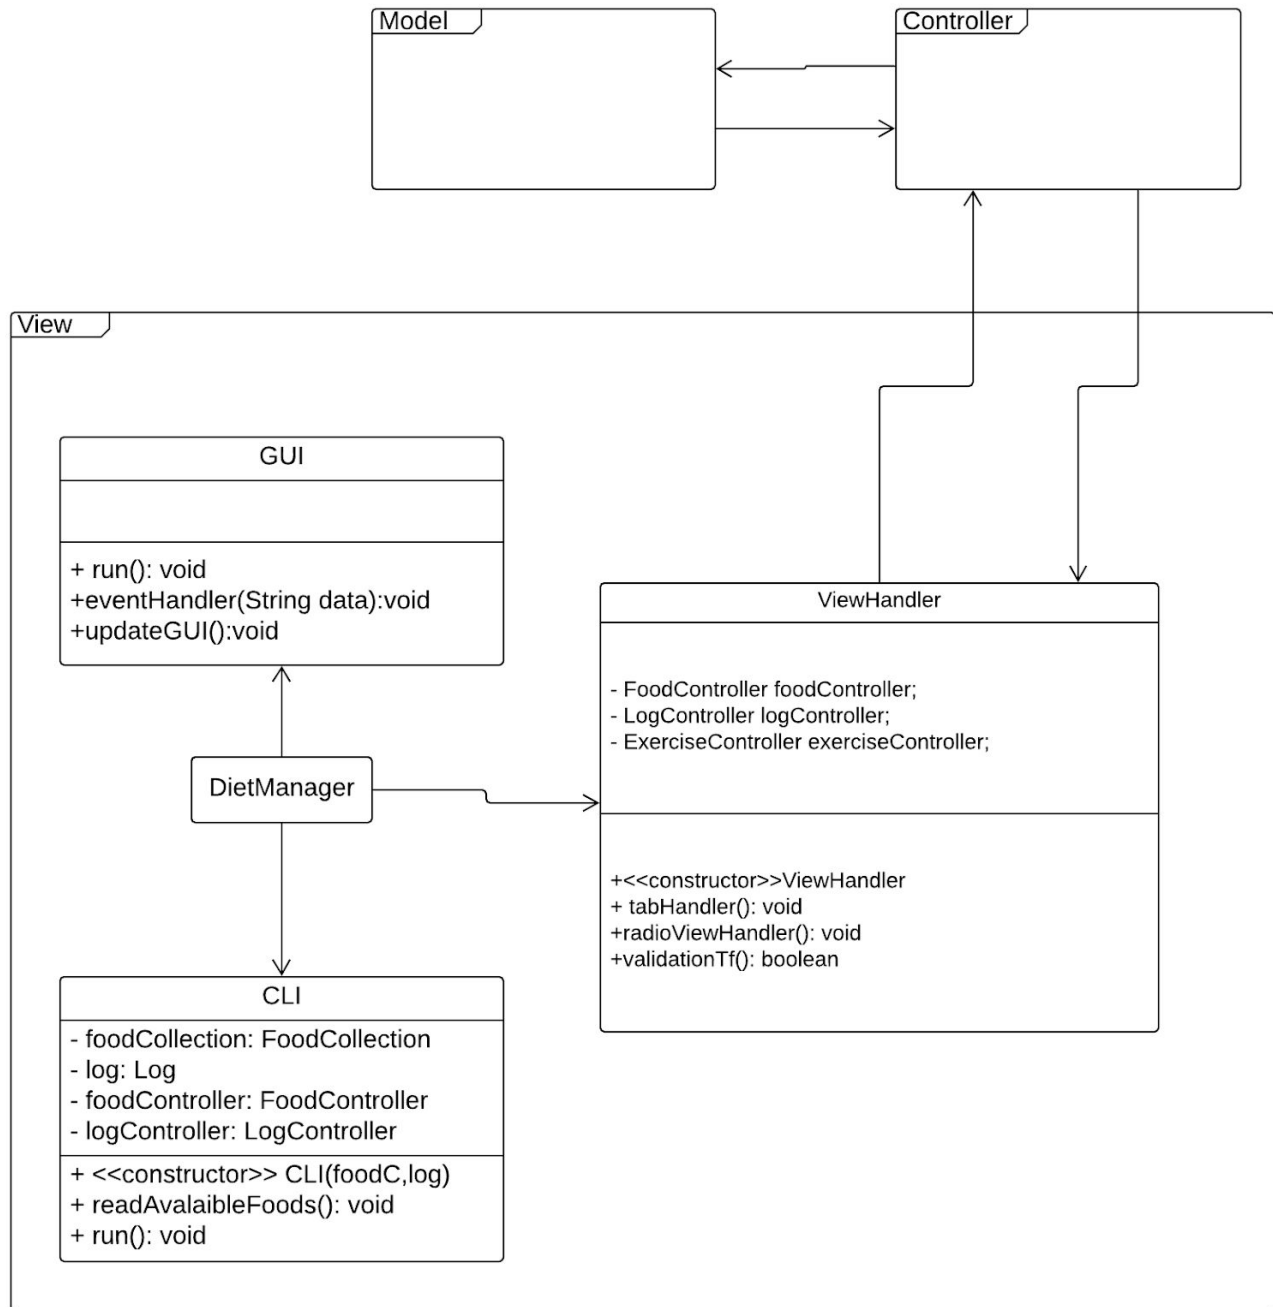 Model
Controller
View
GUI
+ run(): void
+eventHandler(String data):void
+updateGUI():void
DietManager
ViewHandler
- FoodController foodController;
- LogController logController;
- ExerciseController exerciseController;
+<<constructor>>ViewHandler
+ tabHandler(): void
+radioViewHandler(): void
+validationTf(): boolean
CLI
- foodCollection: FoodCollection
- log: Log
- foodController: FoodController
- logController: LogController
+ <<constructor>> CLI(foodC,log)
+ readAvalaibleFoods(): void
+ run(): void